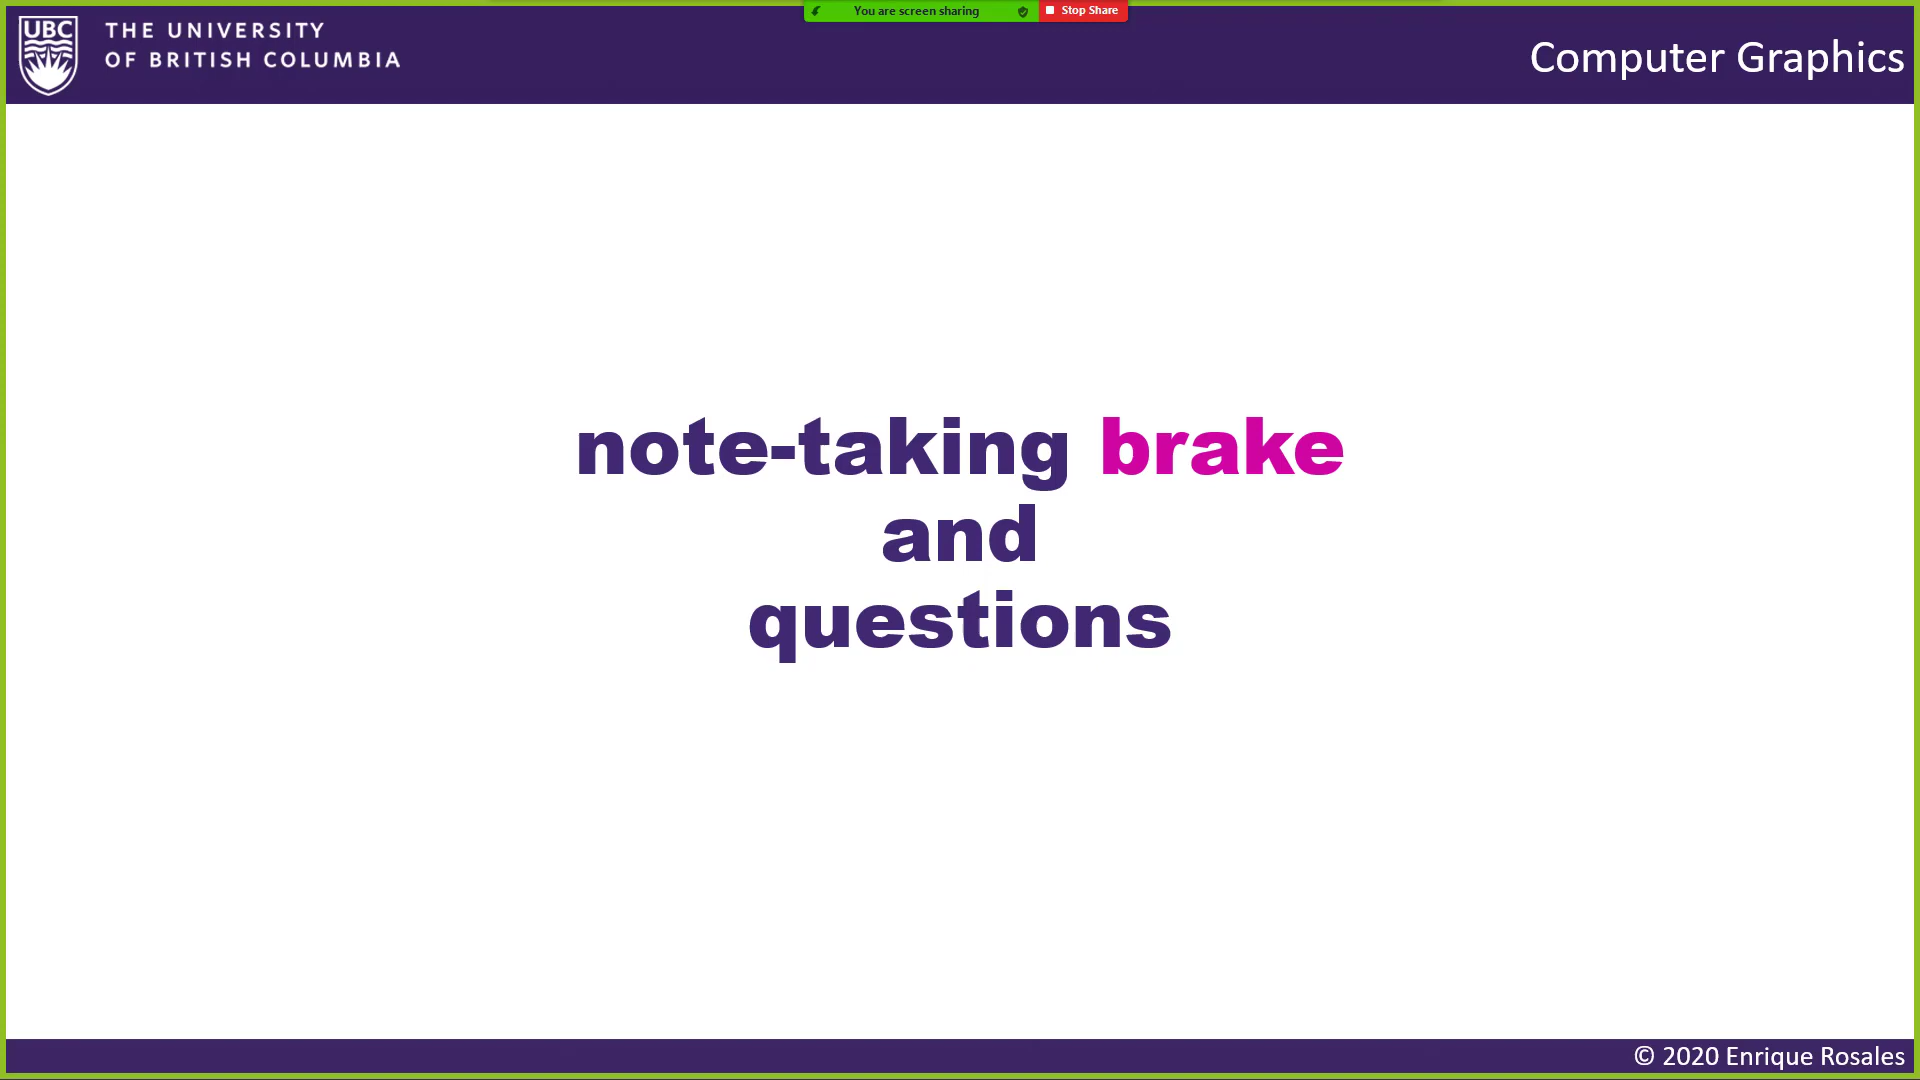 You are screen sharing
Stop Share
UBC
THE UNIVERSITY
OF BRITISH COLUMBIA
Computer Graphics
note-taking brake
and
questions
© 2020 Enrique Rosales